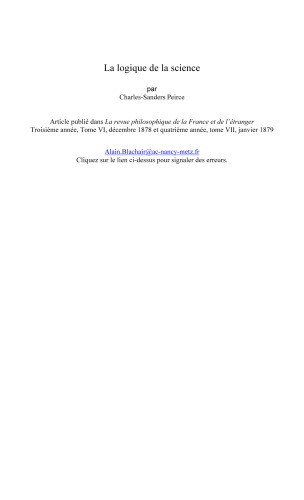 La logique de la science
par
Charles-Sanders Peirce
Article publié dans La revue philosophique de la France et de l'étranger
Troisième année, Tome VI, décembre 1878 et quatrième année, tome VII, janvier 1879
Alain.Blachair@ac-nancy-metz.fr
Cliquez sur le lien ci-dessus pour signaler des erreurs.